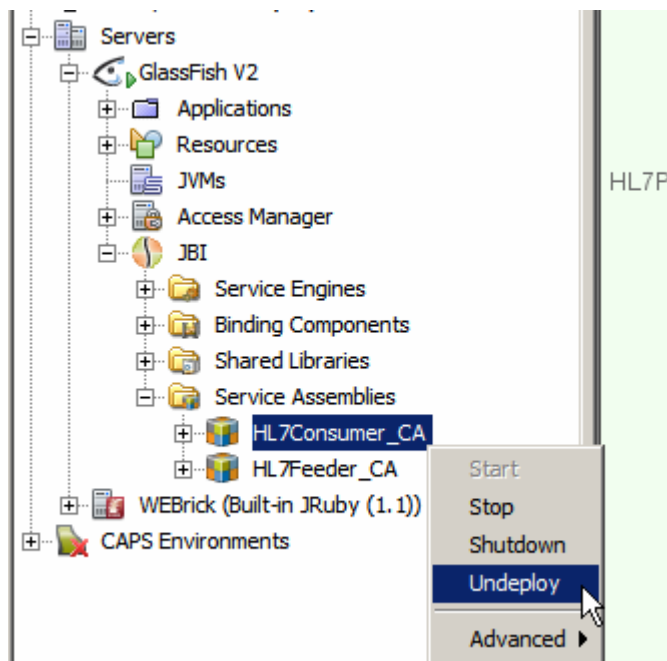 Servers
GlassFish V2
Applications
Resources
JVMs
HL7P
Access Manager
JBI
Service Engines
Binding Components
Shared Libraries
Service Assemblies
HL7Consumer_CA
HL7Feeder_CA
Start
WEBrick (Built-in JRuby (1.1))
Stop
CAPS Environments
Shutdown
Undeploy
Advanced